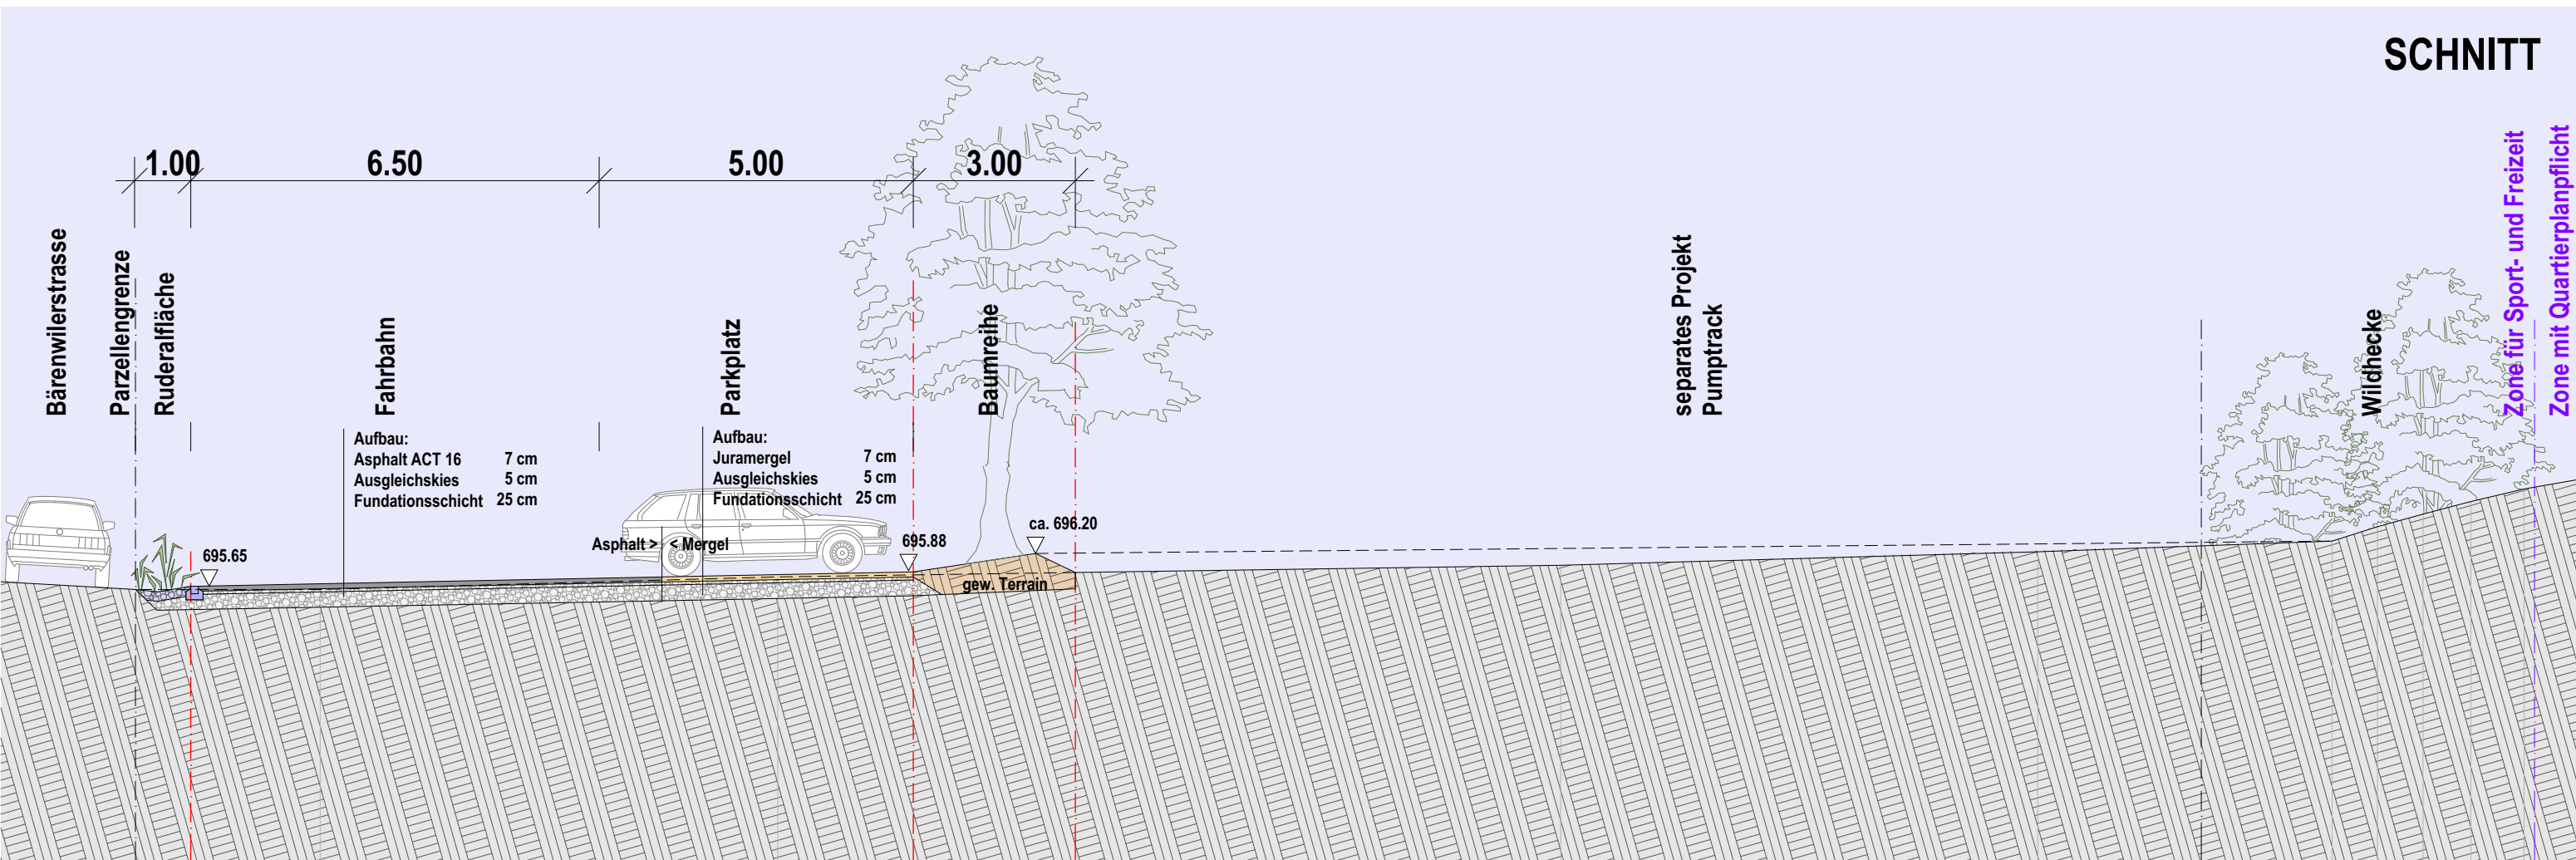 SCHNITT
1.00
6.50
5.00
3.00
Bärenwilerstrasse
Parzellengrenze
Ruderalfläche
Fahrbahn
Parkplatz
Baumreihe
separates Projekt
Pumptrack
Wildhecke
Zone für Sport- und Freizeit
Zone mit Quartierplanpflicht
Aufbau:
Asphalt ACT 16 7 cm
Ausgleichskies 5 cm
Fundationsschicht 25 cm
Aufbau:
Juramergel 7 cm
Ausgleichskies 5 cm
Fundationsschicht 25 cm
695.65
Asphalt > < Mergel
695.88
ca. 696.20
gew. Terrain